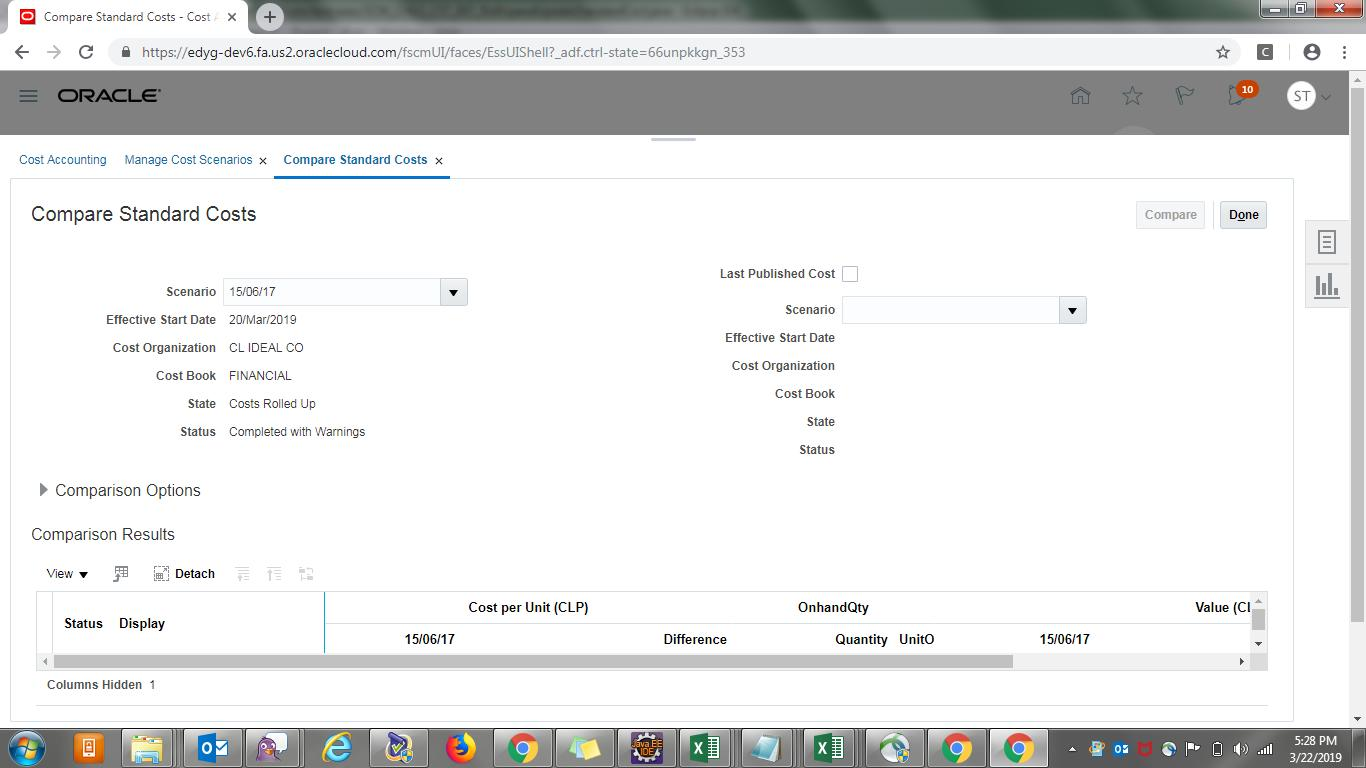 Compare Standard Costs - Cost A
https://edyg-dev6.fa.us2.oraclecloud.com/fscmUI/faces/EssUIShell?_adf.ctrl-state=66unpkkgn_353
C
ORACLE
10
ST
Cost Accounting
Manage Cost Scenarios
Compare Standard Costs
Compare Standard Costs
Compare
Done
Scenario 15/06/17
Effective Start Date 20/Mar/2019
Cost Organization CL IDEAL CO
Cost Book FINANCIAL
State Costs Rolled Up
Status Completed with Warnings
Last Published Cost
Scenario
Effective Start Date
Cost Organization
Cost Book
State
Status
Comparison Options
Comparison Results
View
Detach
Status Display
Cost per Unit (CLP) OnhandQty Value (CL
15/06/17 Difference Quantity UnitO 15/06/17
Columns Hidden 1
Java EE
IDE
5:28 PM
3/22/2019